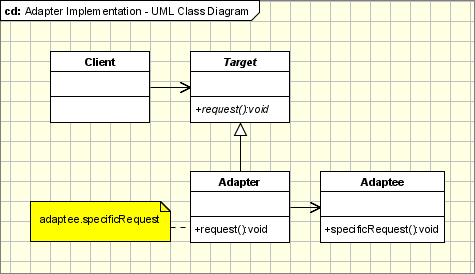 cd: Adapter Implementation - UML Class Diagram
Client
Target
+request():void
Adapter
+request():void
Adaptee
+specificRequest():void
adaptee.specificRequest